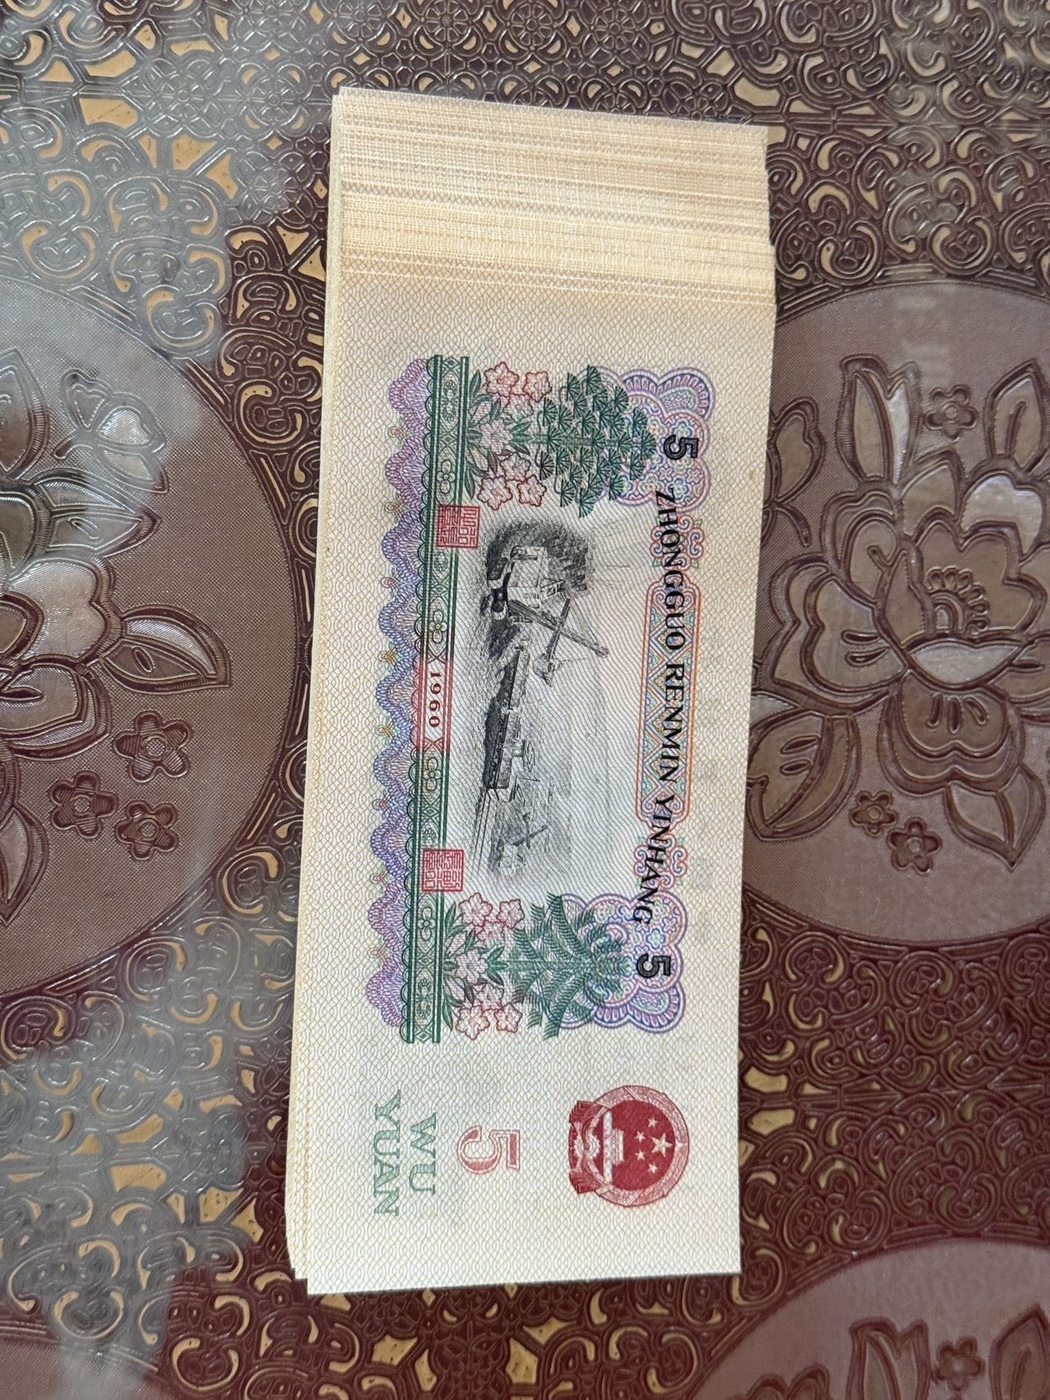 5 ZHONGGUO RENMIN YINHANG 5
1960
5
WU
YUAN